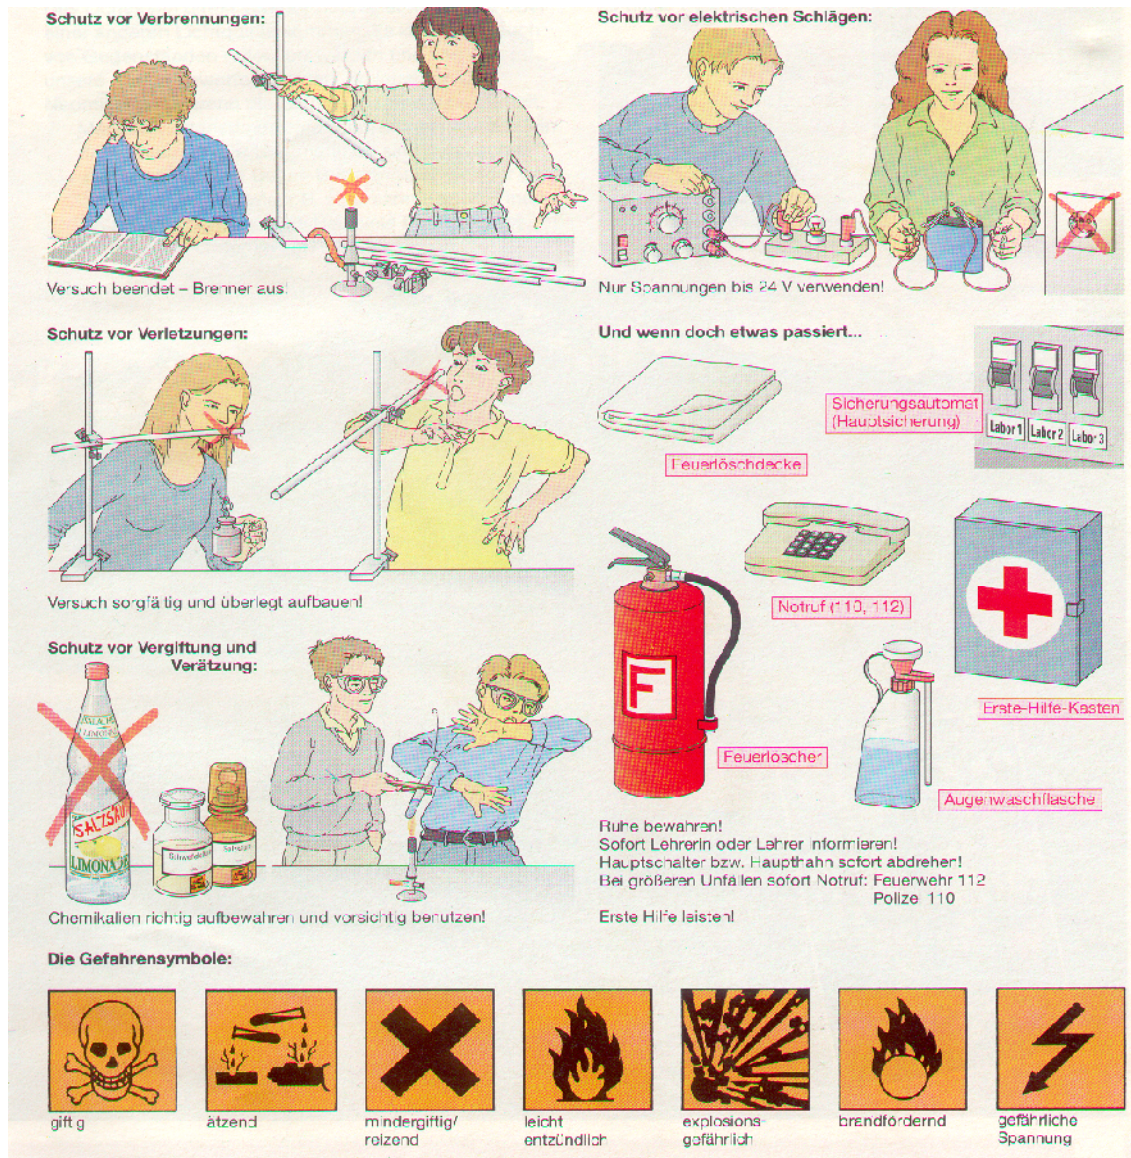 Schutz vor Verbrennungen:
Versuch beendet – Brenner aus!
Schutz vor elektrischen Schlägen:
Nur Spannungen bis 24 V verwenden!
Schutz vor Verletzungen:
Versuch sorgfältig und überlegt aufbauen!
Schutz vor Vergiftung und
Verätzung:
SALZSÄU
LIMONADE
Chemikalien richtig aufbewahren und vorsichtig benutzen!
Und wenn doch etwas passiert...
Feuerlöschdecke
Sicherungsautomat
(Hauptsicherung)
Labor 1
Labor 2
Labor 3
Notruf (110, 112)
Erste-Hilfe-Kasten
F
Feuerlöscher
Augenwaschflasche
Ruhe bewahren!
Sofort Lehrerin oder Lehrer informieren!
Hauptschalter bzw. Haupthahn sofort abdrehen!
Bei größeren Unfällen sofort Notruf: Feuerwehr 112
Polizei 110
Erste Hilfe leisten!
Die Gefahrensymbole:
giftig
ätzend
mindergiftig/
reizend
leicht
entzündlich
explosions-
gefährlich
brandfördernd
gefährliche
Spannung